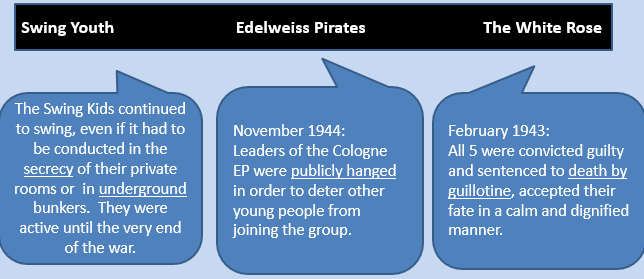 Swing Youth
Edelweiss Pirates
The White Rose
The Swing Kids continued
to swing, even if it had to
be conducted in the
secrecy of their private
rooms or in underground
bunkers. They were
active until the very end
of the war.
November 1944:
Leaders of the Cologne
EP were publicly hanged
in order to deter other
young people from
joining the group.
February 1943:
All 5 were convicted guilty
and sentenced to death by
guillotine, accepted their
fate in a calm and dignified
manner.